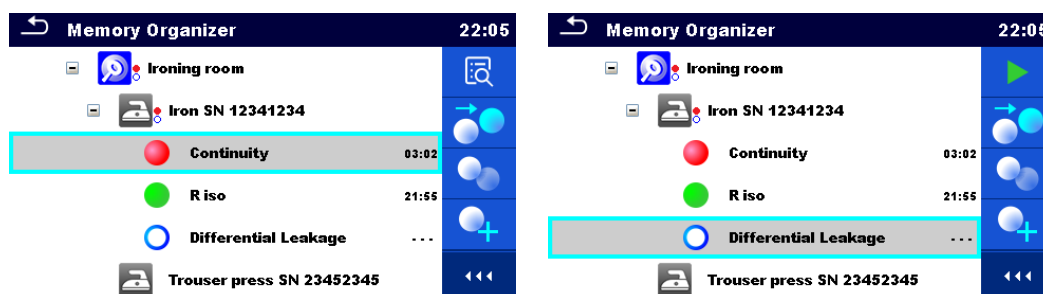 Memory Organizer 22:05
Ironing room
Iron SN 12341234
Continuity 03:02
R iso 21:55
Differential Leakage ---
Trouser press SN 23452345
Memory Organizer 22:05
Ironing room
Iron SN 12341234
Continuity 03:02
R iso 21:55
Differential Leakage ---
Trouser press SN 23452345